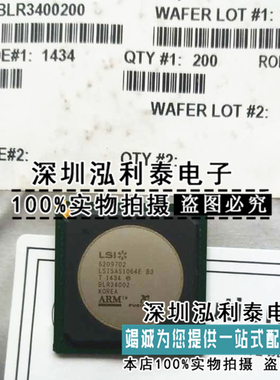 BLR3400200
WAFER LOT #1:
E#1: 1434
QTY #1: 200
WAFER LOT #2:
深圳泓利泰电子
E#2:
QTY #2:
100%实物拍摄 盗图必究
LSI
S209702
LSISAS1064E B3
T 1434
BLR34002
KOREA
ARM
深圳泓利泰电子
竭诚为您提供一站式配
本店100%实物拍摄